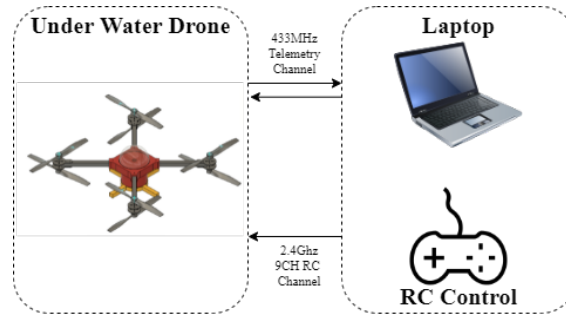 Under Water Drone
433MHz
Telemetry
Channel
Laptop
2.4Ghz
9CH RC
Channel
RC Control